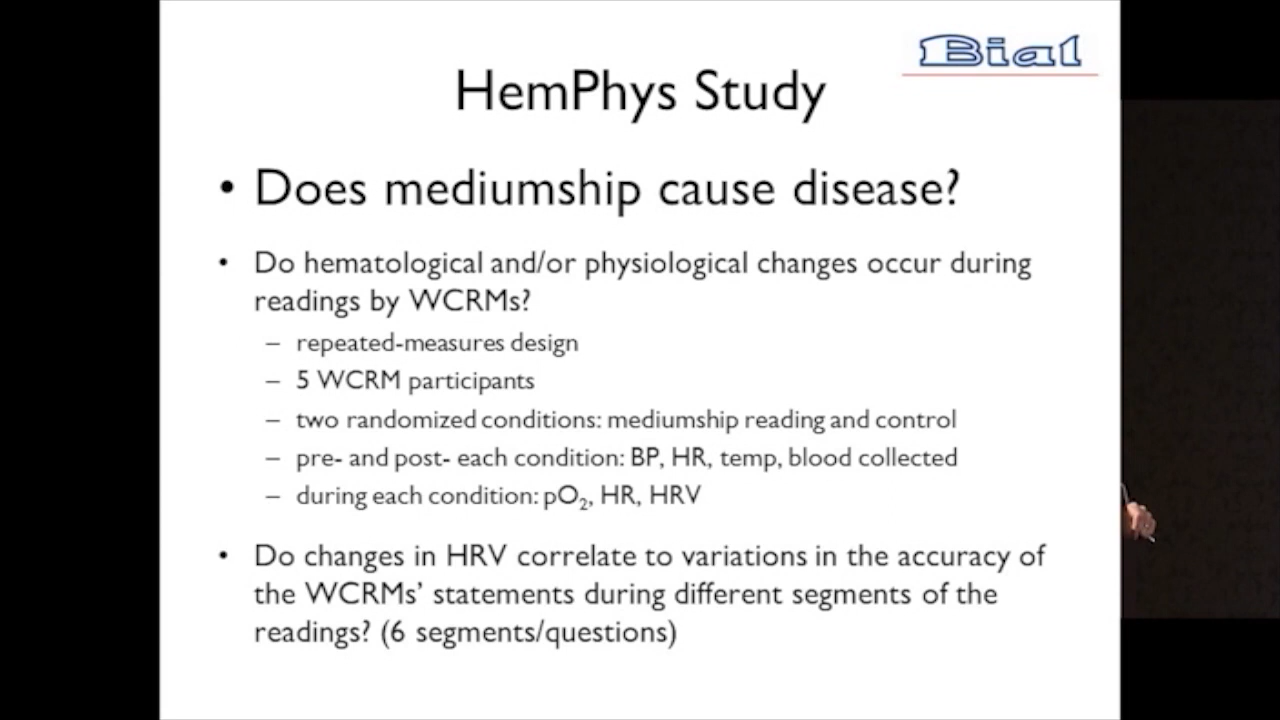 Bial
HemPhys Study
• Does mediumship cause disease?
• Do hematological and/or physiological changes occur during
readings by WCRMs?
– repeated-measures design
– 5 WCRM participants
– two randomized conditions: mediumship reading and control
– pre- and post- each condition: BP, HR, temp, blood collected
– during each condition: pO₂, HR, HRV
• Do changes in HRV correlate to variations in the accuracy of
the WCRMs’ statements during different segments of the
readings? (6 segments/questions)